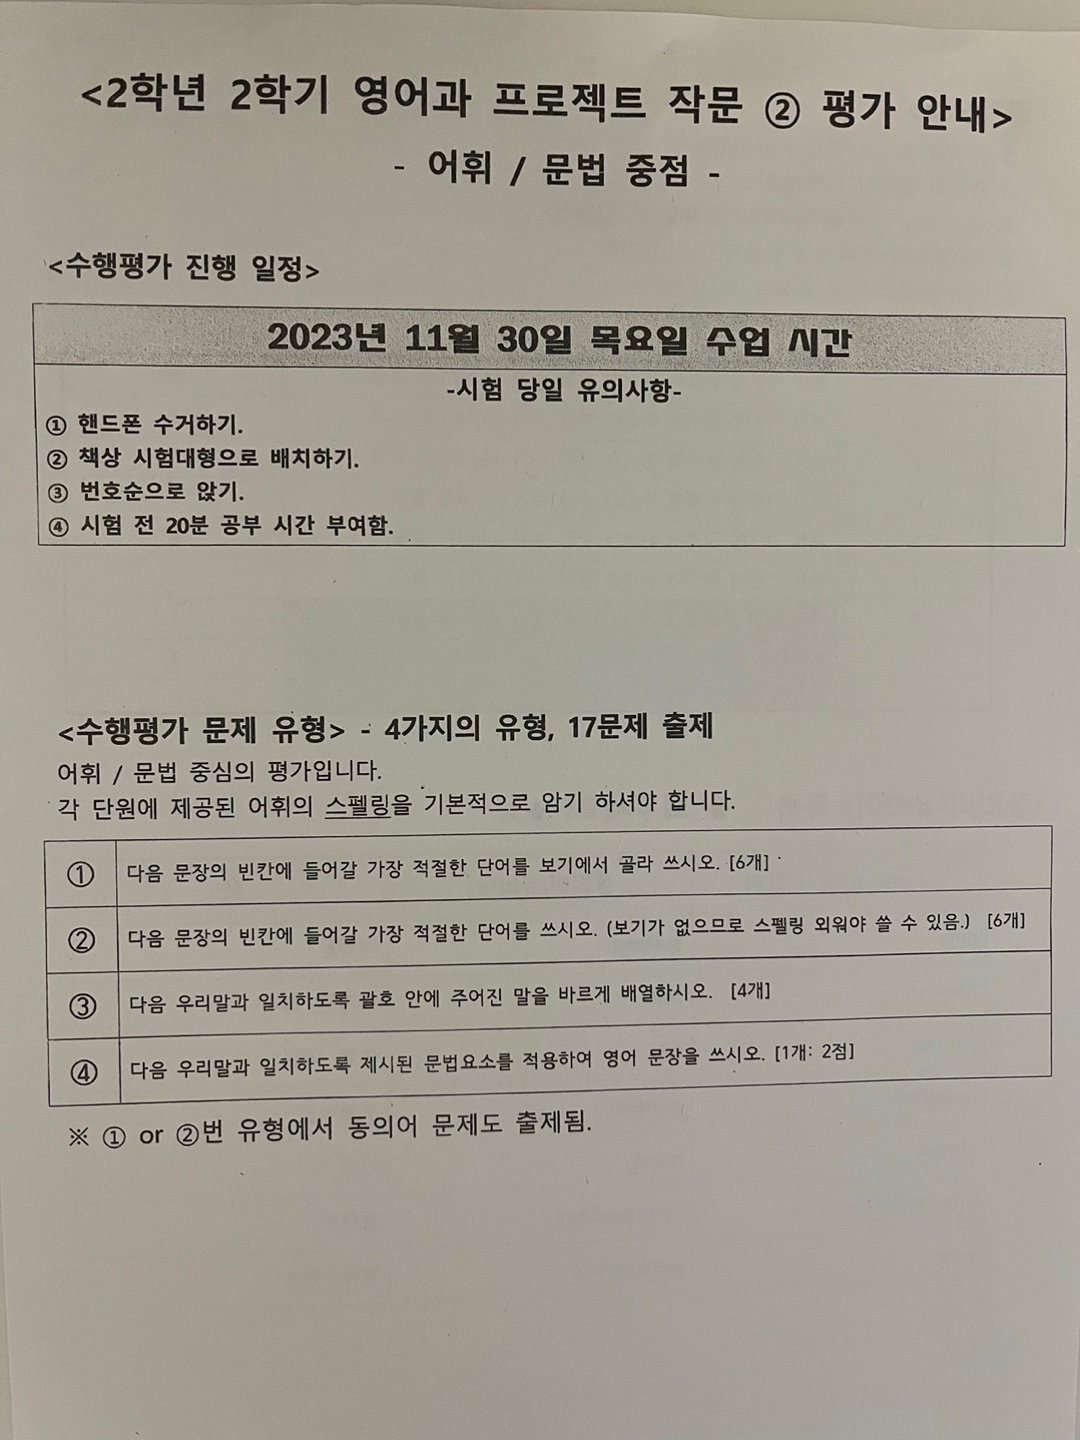 <2학년 2학기 영어과 프로젝트 작문 ② 평가 안내>
- 어휘 / 문법 중점 -
<수행평가 진행 일정>
2023년 11월 30일 목요일 수업 시간
-시험 당일 유의사항-
① 핸드폰 수거하기.
② 책상 시험대형으로 배치하기.
③ 번호순으로 앉기.
④ 시험 전 20분 공부 시간 부여함.
<수행평가 문제 유형> - 4가지의 유형, 17문제 출제
어휘 / 문법 중심의 평가입니다.
각 단원에 제공된 어휘의 스펠링을 기본적으로 암기 하셔야 합니다.
① 다음 문장의 빈칸에 들어갈 가장 적절한 단어를 보기에서 골라 쓰시오. [6개]
② 다음 문장의 빈칸에 들어갈 가장 적절한 단어를 쓰시오. (보기가 없으므로 스펠링 외워야 쓸 수 있음.) [6개]
③ 다음 우리말과 일치하도록 괄호 안에 주어진 말을 바르게 배열하시오. [4개]
④ 다음 우리말과 일치하도록 제시된 문법요소를 적용하여 영어 문장을 쓰시오. [1개: 2점]
※ ① or ②번 유형에서 동의어 문제도 출제됨.